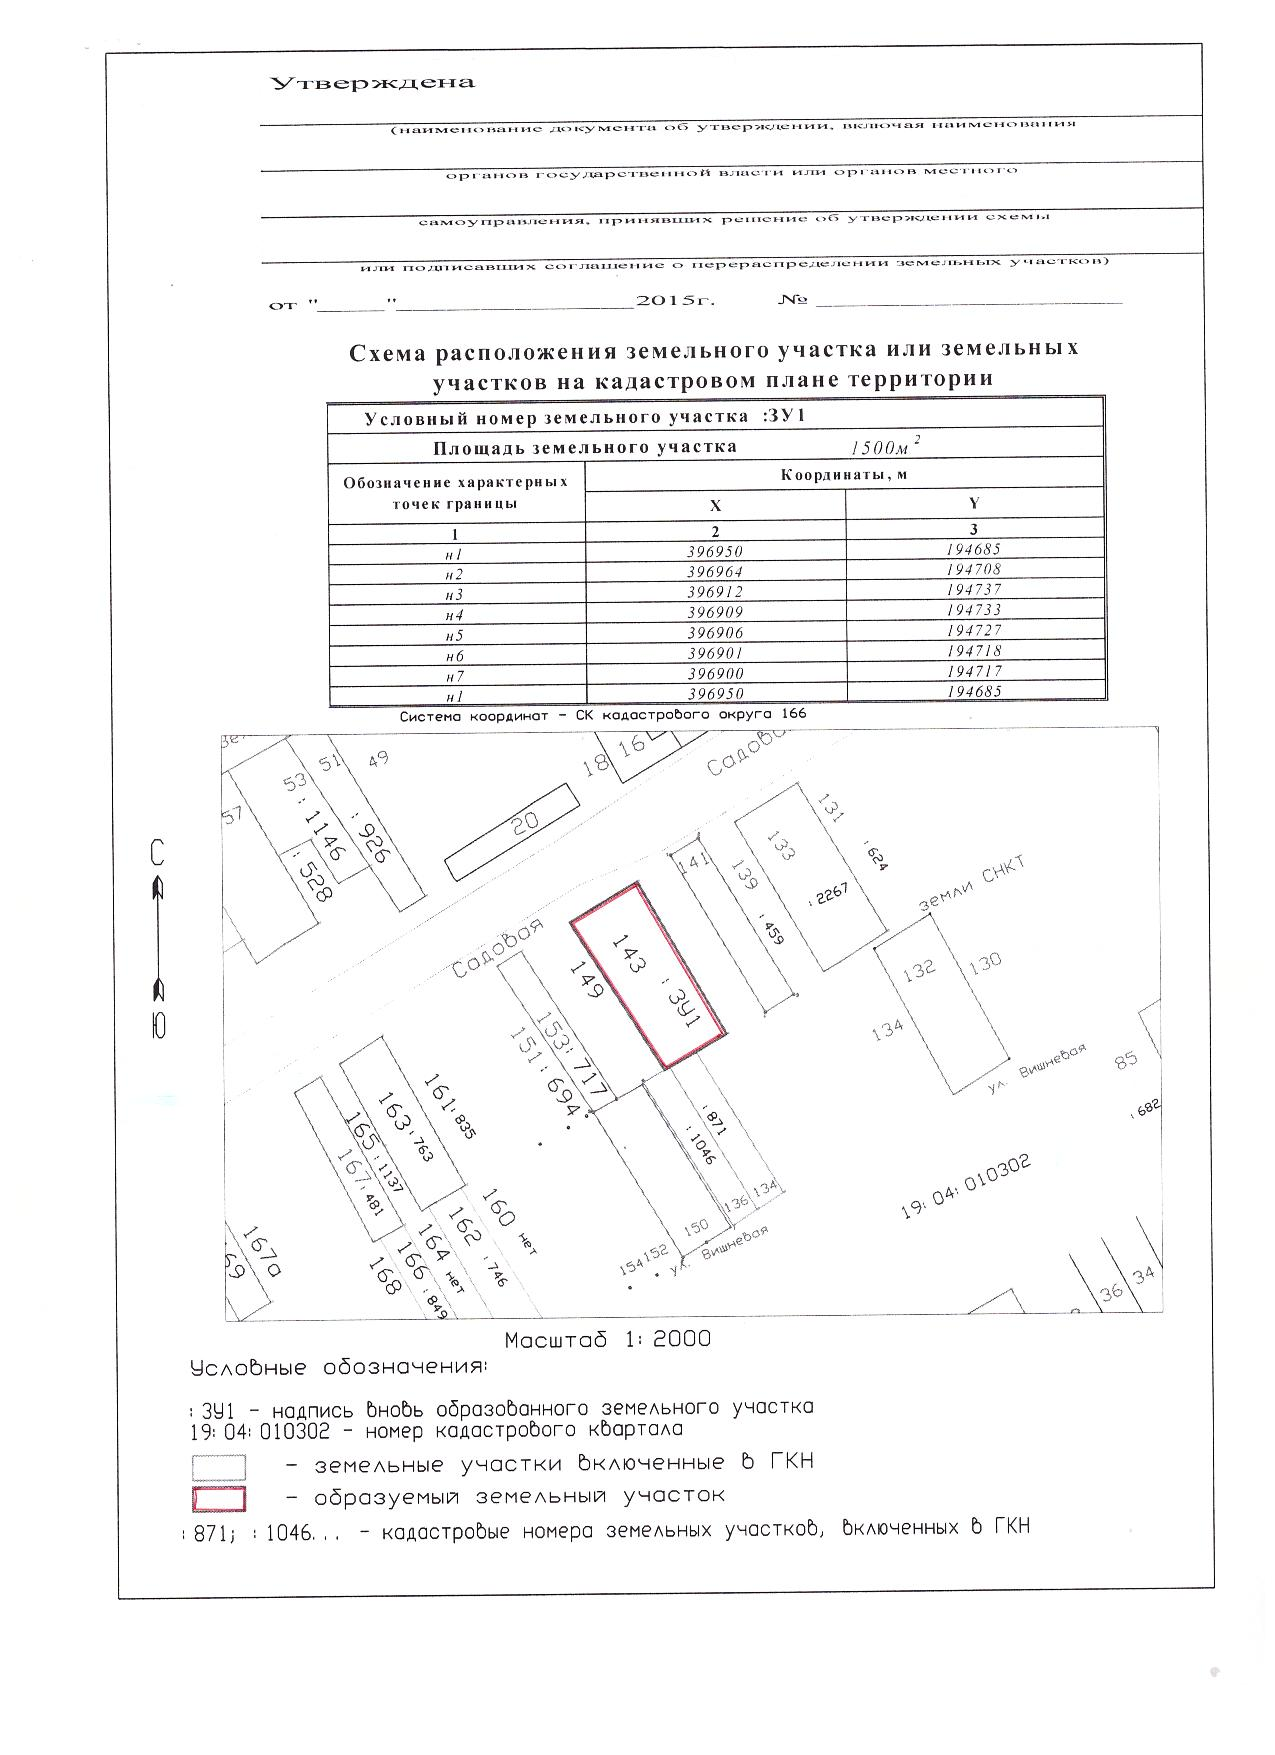 Утверждена
(наименование документа об утверждении, включая наименования
органов государственной власти или органов местного
самоуправления, принявших решение об утверждении схемы
или подписавших соглашение о перераспределении земельных участков)
от "______"____________________2015г. № __________________________
Схема расположения земельного участка или земельных
участков на кадастровом плане территории
Условный номер земельного участка :ЗУ1
Площадь земельного участка 1500м²
Обозначение характерных точек границы
Координаты, м
X Y
1 2 3
н1 396950 194685
н2 396964 194708
н3 396912 194737
н4 396909 194733
н5 396906 194727
н6 396901 194718
н7 396900 194717
н1 396950 194685
Система координат - СК кадастрового округа 166
53
51
49
57
:1146
:926
:528
20
18
16
Садовая
141
139
:459
133
131
:624
:2267
земли СНКТ
132
130
134
ул. Вишневая
85
:682
С
Ю
149
143
:ЗУ1
153:717
151:694
161:835
163:763
165:1137
167:481
160 нет
162 :746
164 нет
166 :849
168
167а
69
:871
:1046
134
136
150
152
154
ул. Вишневая
19:04:010302
36
34
Масштаб 1:2000
Условные обозначения:
:ЗУ1 - надпись вновь образованного земельного участка
19:04:010302 - номер кадастрового квартала
- земельные участки включенные в ГКН
- образуемый земельный участок
:871; :1046... - кадастровые номера земельных участков, включенных в ГКН